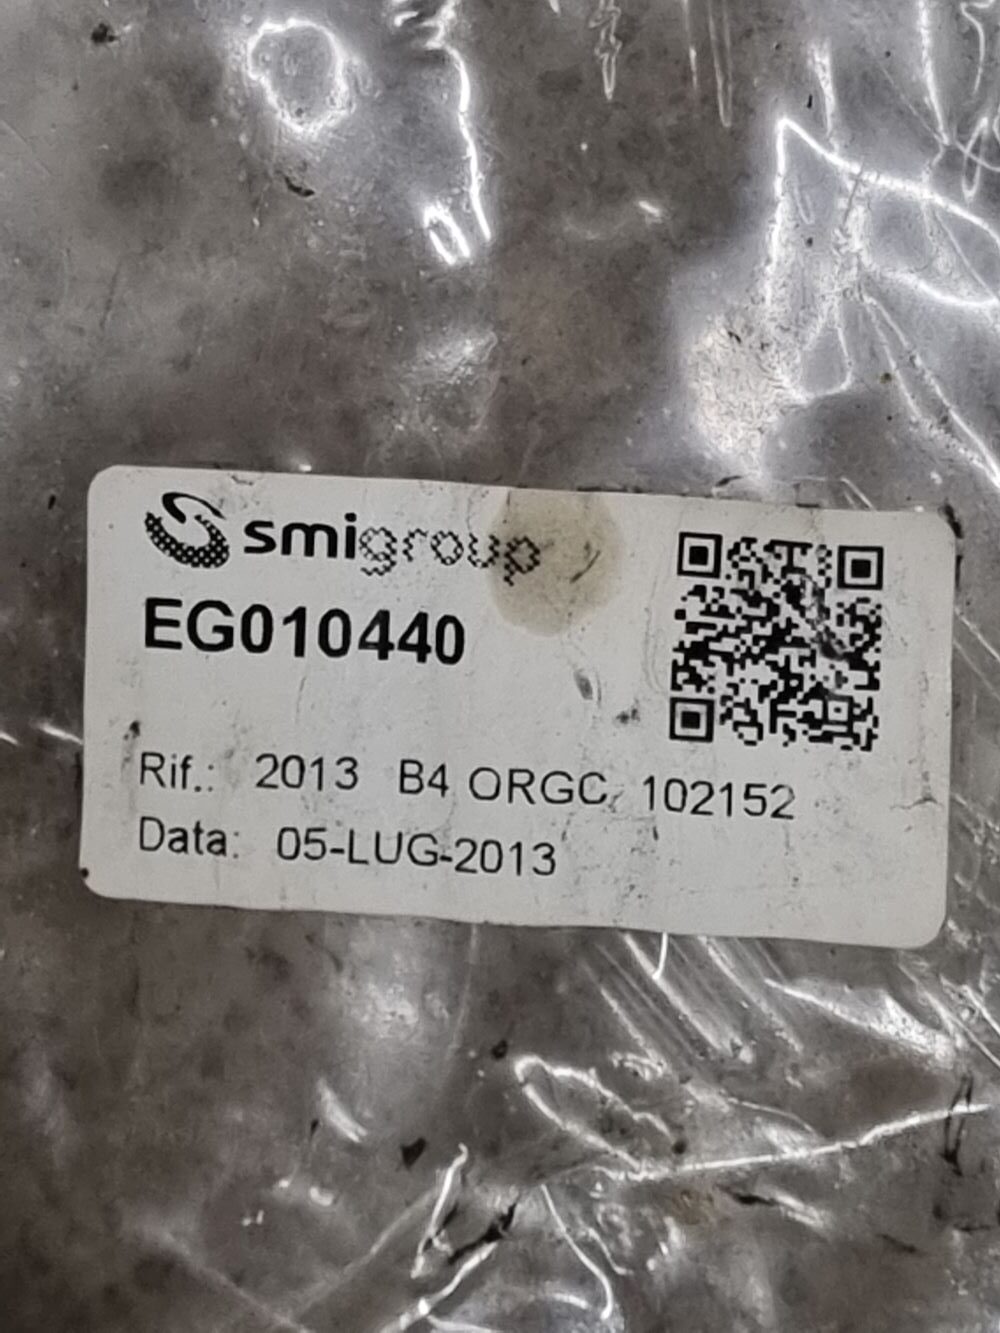 smigroup
EG010440
Rif.: 2013 B4 ORGC 102152
Data: 05-LUG-2013